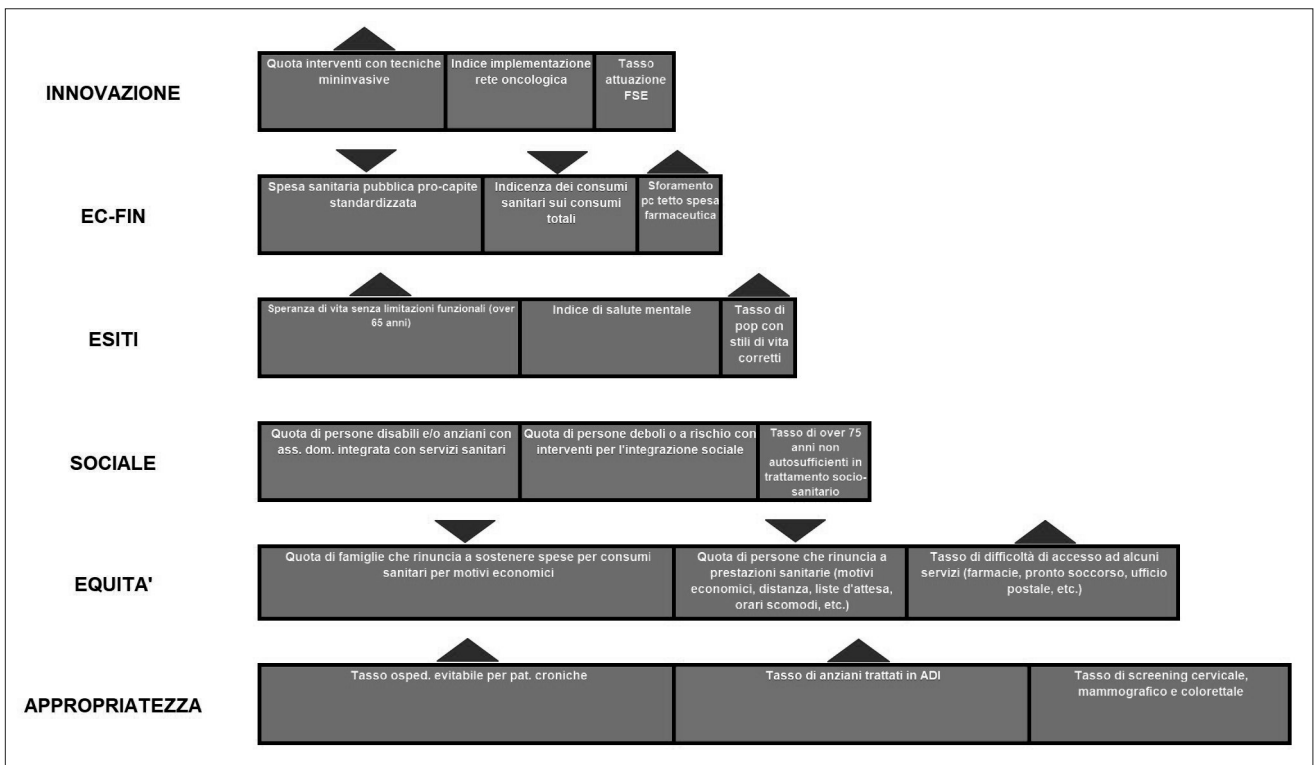 INNOVAZIONE
Quota interventi con tecniche
mininvasive
Indice implementazione
rete oncologica
Tasso
attuazione
FSE
EC-FIN
Spesa sanitaria pubblica pro-capite
standardizzata
Indicenza dei consumi
sanitari sui consumi
totali
Sforamento
pc tetto spesa
farmaceutica
ESITI
Speranza di vita senza limitazioni funzionali (over
65 anni)
Indice di salute mentale
Tasso di
pop con
stili di vita
corretti
SOCIALE
Quota di persone disabili e/o anziani con
ass. dom. integrata con servizi sanitari
Quota di persone deboli o a rischio con
interventi per l'integrazione sociale
Tasso di over 75
anni non
autosufficienti in
trattamento socio-
sanitario
EQUITA'
Quota di famiglie che rinuncia a sostenere spese per consumi
sanitari per motivi economici
Quota di persone che rinuncia a
prestazioni sanitarie (motivi
economici, distanza, liste d'attesa,
orari scomodi, etc.)
Tasso di difficoltà di accesso ad alcuni
servizi (farmacie, pronto soccorso, ufficio
postale, etc.)
APPROPRIATEZZA
Tasso osped. evitabile per pat. croniche
Tasso di anziani trattati in ADI
Tasso di screening cervicale,
mammografico e colorettale